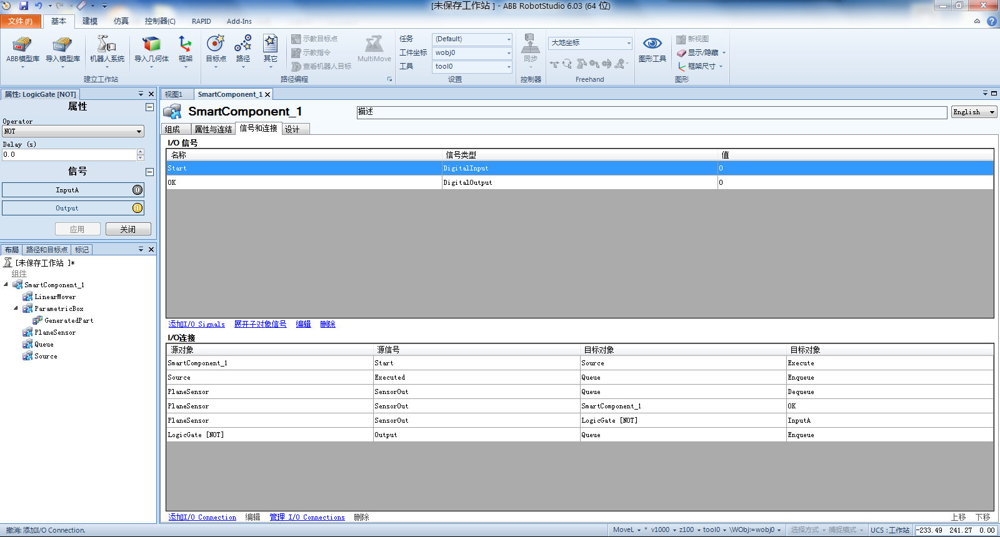 [未保存工作站 ] - ABB RobotStudio 6.03 (64 位)
文件(F) 基本 建模 仿真 控制器(C) RAPID Add-Ins
ABB模型库 导入模型库 机器人系统 导入几何体 框架 目标点 路径 其它
示教目标点
示教指令
查看机器人目标
MultiMove
任务 (Default)
工件坐标 wobj0
工具 tool0
同步
大地坐标
图形工具
新视图
显示/隐藏
框架尺寸
建立工作站 路径编程 设置 控制器 Freehand 图形
属性: LogicGate [NOT]
属性
Operator
NOT
Delay (s)
0.0
信号
InputA 0
Output 1
应用 关闭
布局 路径和目标点 标记
[未保存工作站 ]*
组件
SmartComponent_1
LinearMover
ParametricBox
GeneratedPart
PlaneSensor
Queue
Source
视图1 SmartComponent_1
SmartComponent_1 描述 English
组成 属性与连结 信号和连接 设计
I/O 信号
名称 信号类型 值
Start DigitalInput 0
OK DigitalOutput 0
添加I/O Signals 展开子对象信号 编辑 删除
I/O连接
源对象 源信号 目标对象 目标对象
SmartComponent_1 Start Source Execute
Source Executed Queue Enqueue
PlaneSensor SensorOut Queue Dequeue
PlaneSensor SensorOut SmartComponent_1 OK
PlaneSensor SensorOut LogicGate [NOT] InputA
LogicGate [NOT] Output Queue Enqueue
添加I/O Connection 编辑 管理 I/O Connections 删除 上移 下移
撤消: 添加I/O Connection. MoveL * v1000 z100 tool0 \WObj:=wobj0 选择方式 捕捉模式 UCS : 工作站 -233.49 241.27 0.00